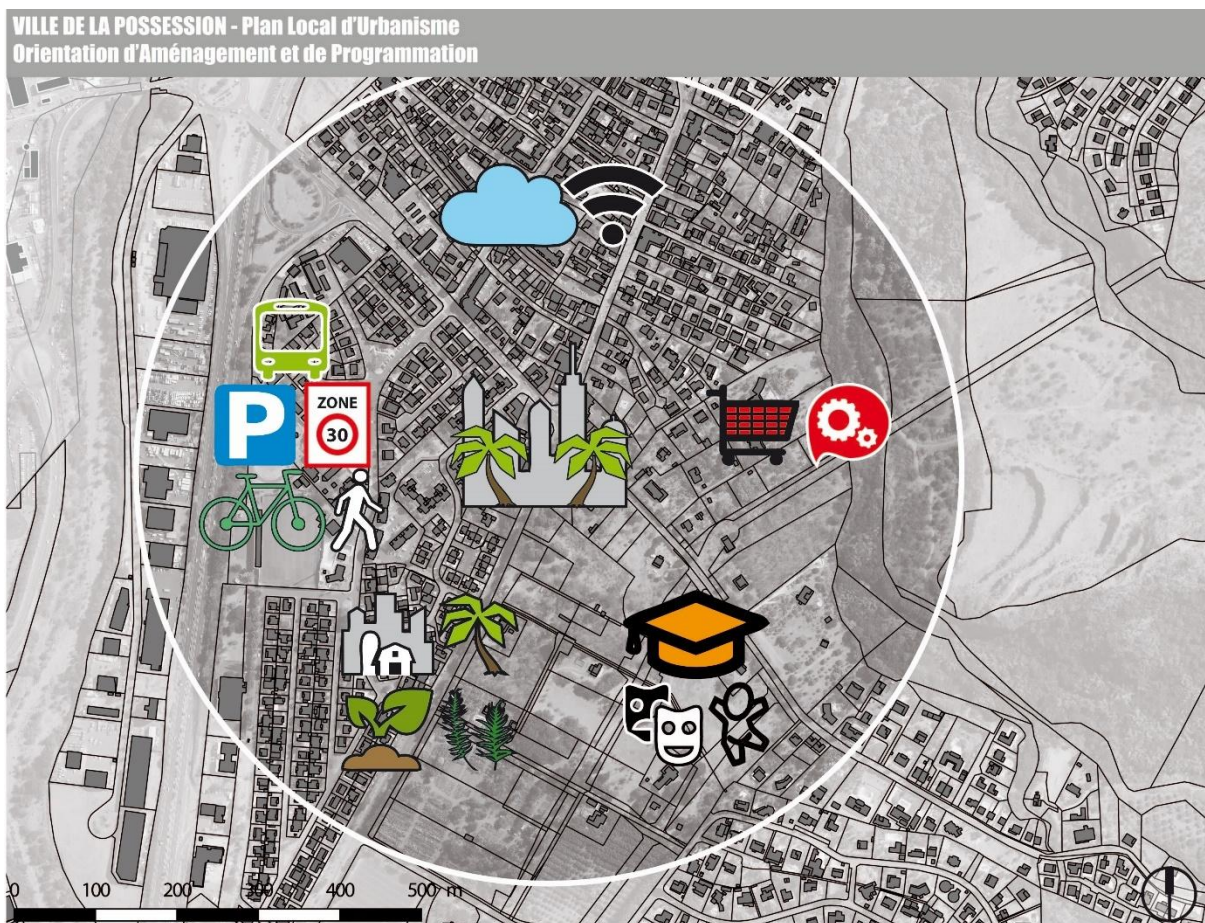 VILLE DE LA POSSESSION - Plan Local d'Urbanisme
Orientation d'Aménagement et de Programmation
P
ZONE
30
0 100 200 300 400 500 m